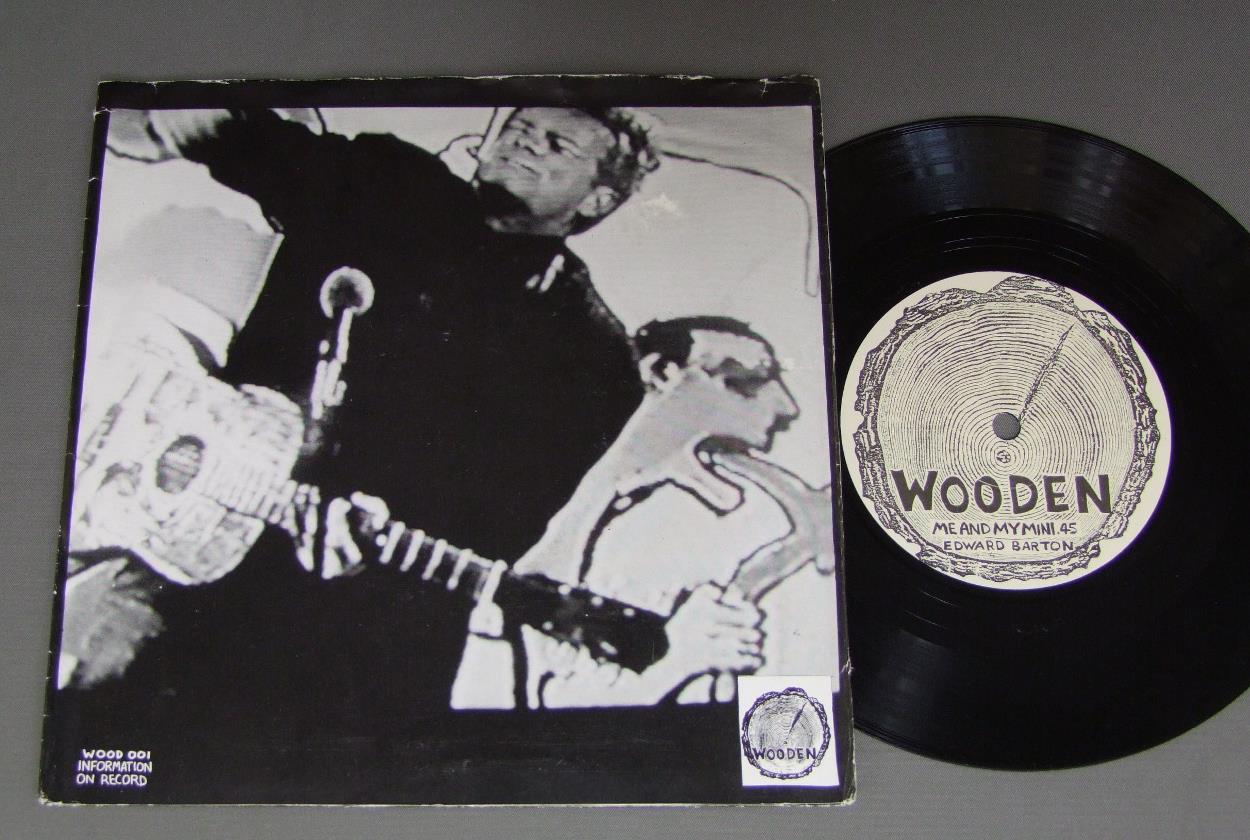 WOOD 001
INFORMATION
ON RECORD
WOODEN
WOODEN
ME AND MY MINI. 45
EDWARD BARTON